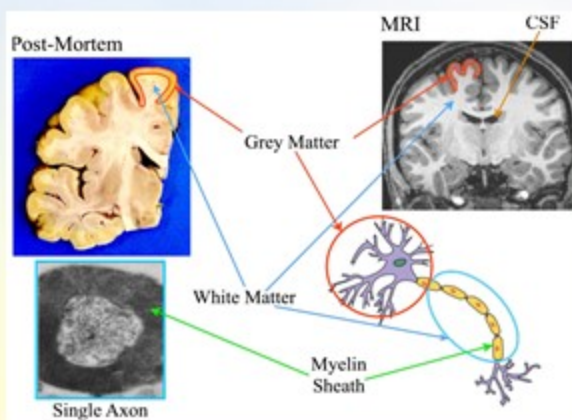 Post-Mortem
MRI
CSF
Grey Matter
White Matter
Myelin
Sheath
Single Axon